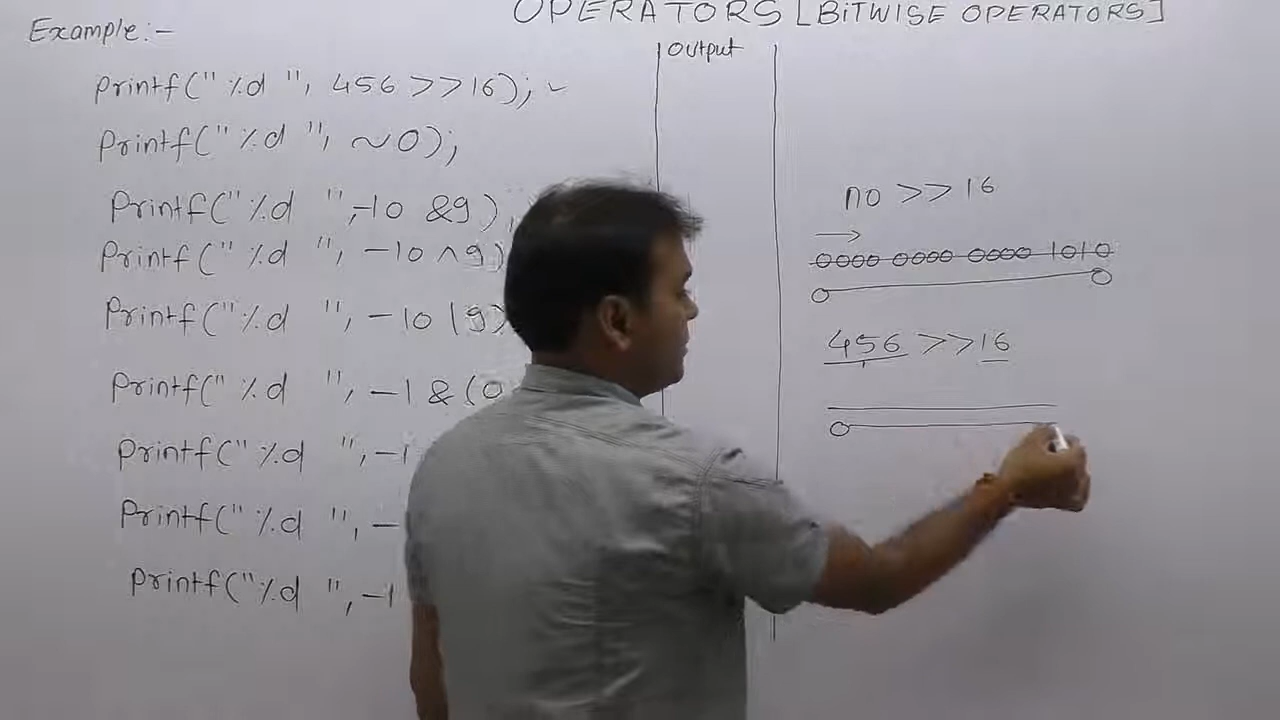 OPERATORS [BITWISE OPERATORS]
Example:-
Output
printf("%d ", 456 >>16);
printf("%d ", ~0);
printf("%d ",-10 &9)
printf("%d ", -10 ^9)
printf("%d ", -10 |9)
printf("%d ", -1 & (0
printf("%d ",-1
printf("%d ", -
printf("%d ",-1
no >> 16
0000 0000 0000 1010
0 0
456 >>16
0